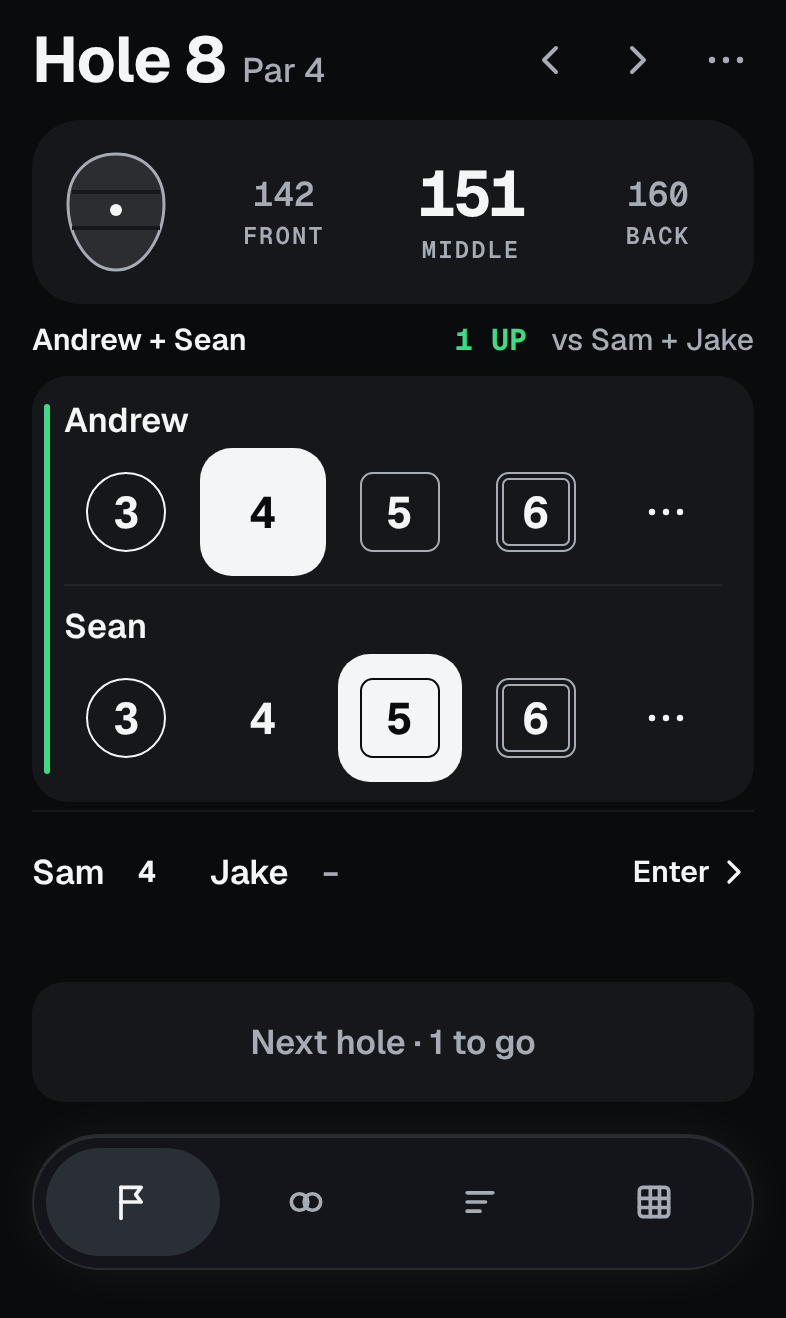 Hole 8 Par 4
142 151 160
FRONT MIDDLE BACK
Andrew + Sean 1 UP vs Sam + Jake
Andrew
3 4 5 6 ...
Sean
3 4 5 6 ...
Sam 4 Jake – Enter
Next hole · 1 to go